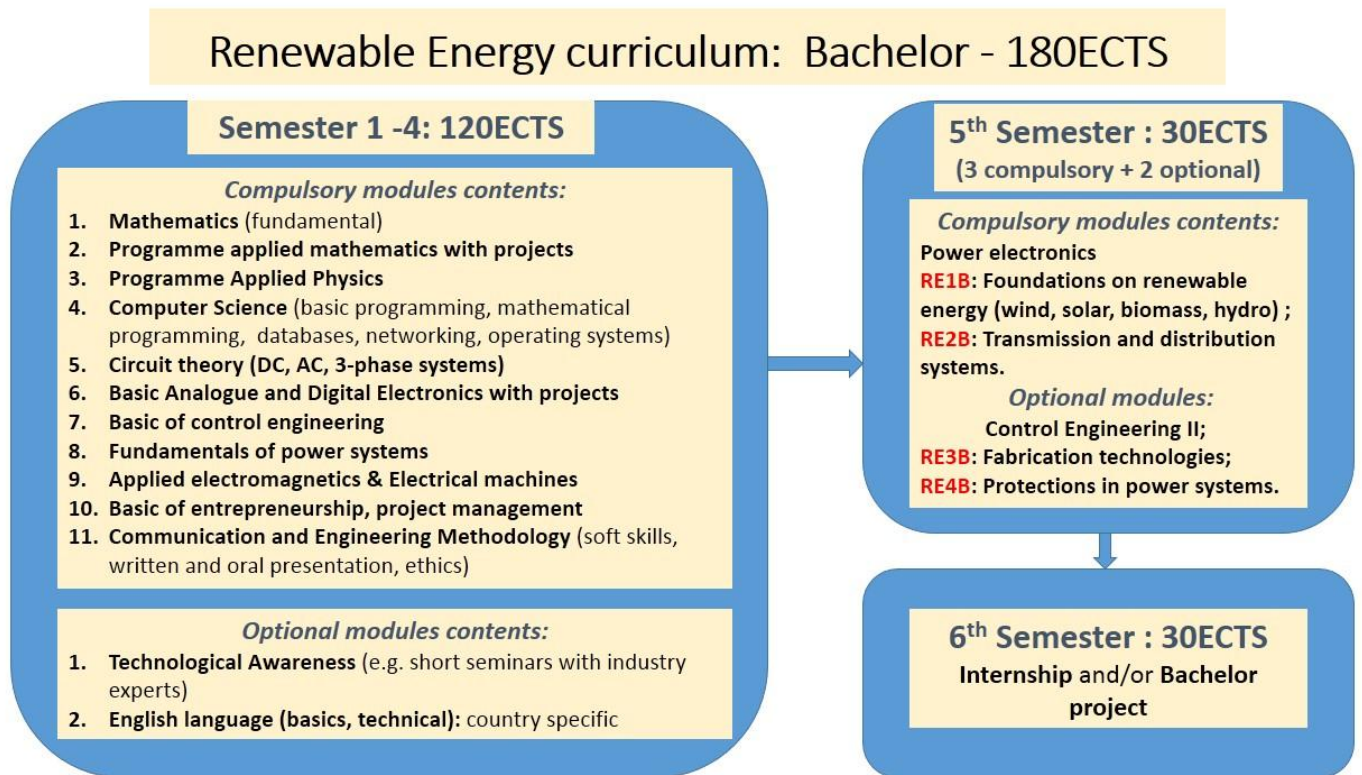 Renewable Energy curriculum: Bachelor - 180ECTS
Semester 1 -4: 120ECTS
Compulsory modules contents:
1. Mathematics (fundamental)
2. Programme applied mathematics with projects
3. Programme Applied Physics
4. Computer Science (basic programming, mathematical
programming, databases, networking, operating systems)
5. Circuit theory (DC, AC, 3-phase systems)
6. Basic Analogue and Digital Electronics with projects
7. Basic of control engineering
8. Fundamentals of power systems
9. Applied electromagnetics & Electrical machines
10. Basic of entrepreneurship, project management
11. Communication and Engineering Methodology (soft skills,
written and oral presentation, ethics)
Optional modules contents:
1. Technological Awareness (e.g. short seminars with industry
experts)
2. English language (basics, technical): country specific
5th Semester : 30ECTS
(3 compulsory + 2 optional)
Compulsory modules contents:
Power electronics
RE1B: Foundations on renewable
energy (wind, solar, biomass, hydro) ;
RE2B: Transmission and distribution
systems.
Optional modules:
Control Engineering II;
RE3B: Fabrication technologies;
RE4B: Protections in power systems.
6th Semester : 30ECTS
Internship and/or Bachelor
project